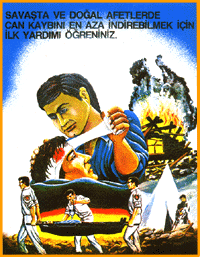 SAVAŞTA VE DOĞAL AFETLERDE
CAN KAYBINI EN AZA İNDİREBİLMEK İÇİN
İLK YARDIMI ÖĞRENİNİZ.